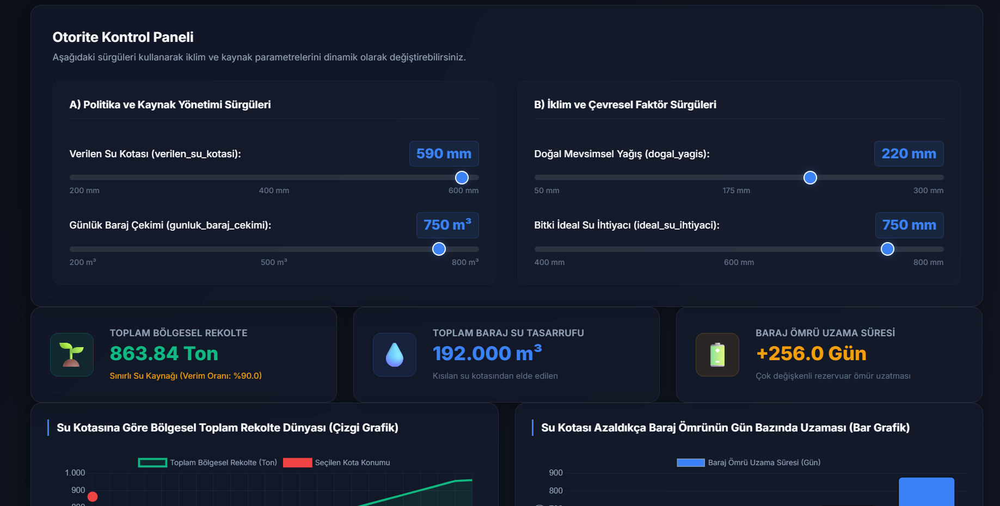 Otorite Kontrol Paneli
Aşağıdaki sürgüleri kullanarak iklim ve kaynak parametrelerini dinamik olarak değiştirebilirsiniz.
A) Politika ve Kaynak Yönetimi Sürgüleri
Verilen Su Kotası (verilen_su_kotasi):
590 mm
200 mm
400 mm
600 mm
Günlük Baraj Çekimi (gunluk_baraj_cekimi):
750 m³
200 m³
500 m³
800 m³
B) İklim ve Çevresel Faktör Sürgüleri
Doğal Mevsimsel Yağış (dogal_yagis):
220 mm
50 mm
175 mm
300 mm
Bitki İdeal Su İhtiyacı (ideal_su_ihtiyaci):
750 mm
400 mm
600 mm
800 mm
TOPLAM BÖLGESEL REKOLTE
863.84 Ton
Sınırlı Su Kaynağı (Verim Oranı: %90.0)
TOPLAM BARAJ SU TASARRUFU
192.000 m³
Kısılan su kotasından elde edilen
BARAJ ÖMRÜ UZAMA SÜRESİ
+256.0 Gün
Çok değişkenli rezervuar ömür uzatması
Su Kotasına Göre Bölgesel Toplam Rekolte Dünyası (Çizgi Grafik)
Toplam Bölgesel Rekolte (Ton)
Seçilen Kota Konumu
1.000
900
Su Kotası Azaldıkça Baraj Ömrünün Gün Bazında Uzaması (Bar Grafik)
Baraj Ömrü Uzama Süresi (Gün)
900
800